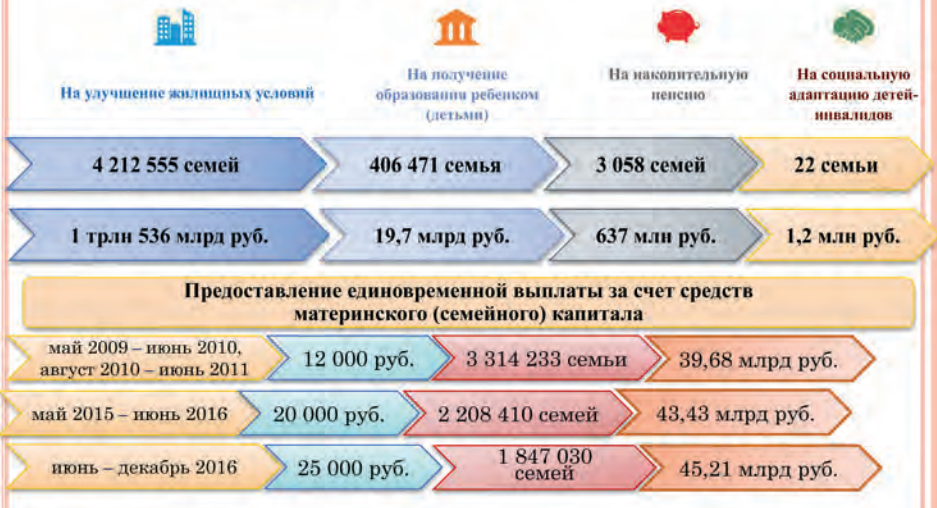 На улучшение жилищных условий
На получение
образования ребенком
(детьми)
На накопительную
пенсию
На социальную
адаптацию детей-
инвалидов
4 212 555 семей
406 471 семья
3 058 семей
22 семьи
1 трлн 536 млрд руб.
19,7 млрд руб.
637 млн руб.
1,2 млн руб.
Предоставление единовременной выплаты за счет средств
материнского (семейного) капитала
май 2009 – июнь 2010,
август 2010 – июнь 2011
12 000 руб.
3 314 233 семьи
39,68 млрд руб.
май 2015 – июнь 2016
20 000 руб.
2 208 410 семей
43,43 млрд руб.
июнь – декабрь 2016
25 000 руб.
1 847 030
семей
45,21 млрд руб.